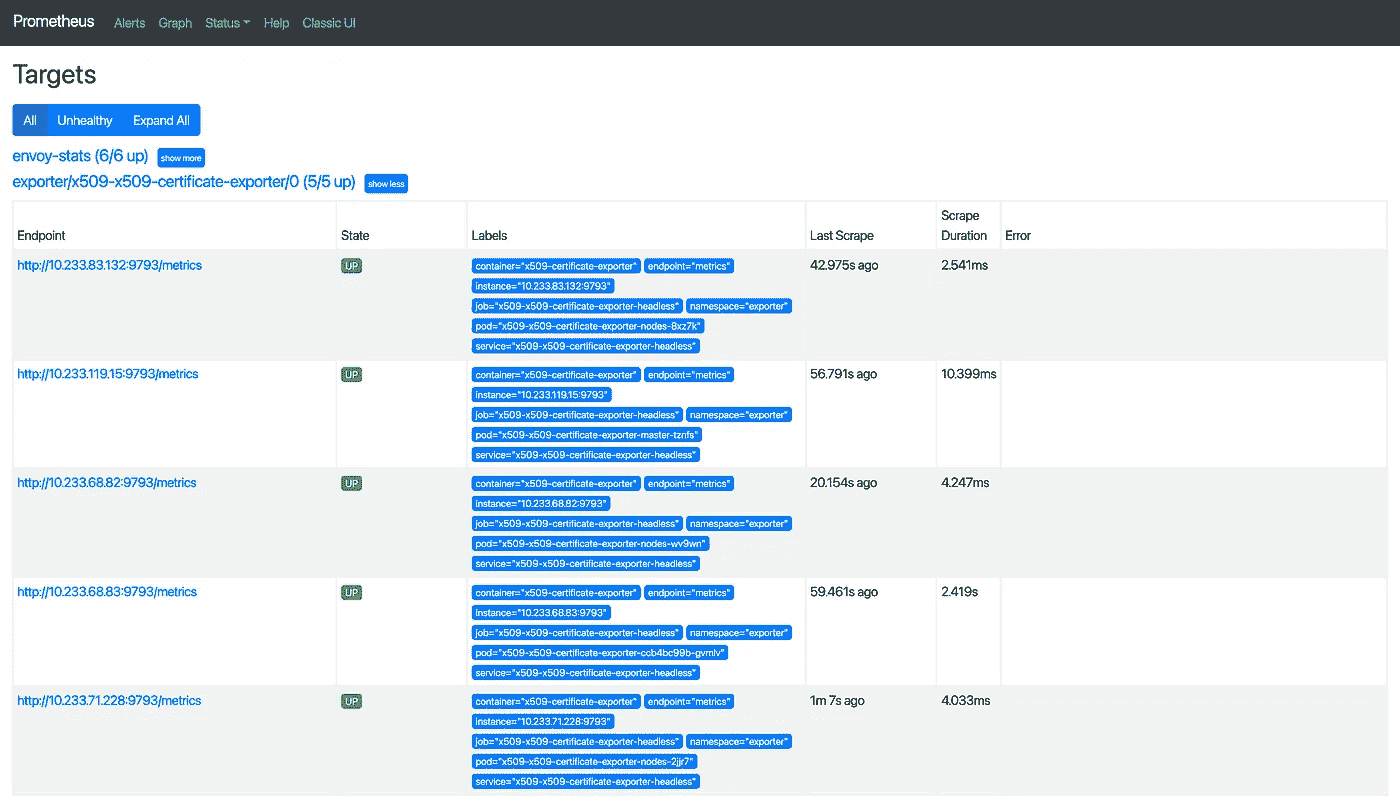 Prometheus Alerts Graph Status Help Classic UI
Targets
All Unhealthy Expand All
envoy-stats (6/6 up) show more
exporter/x509-x509-certificate-exporter/0 (5/5 up) show less
Endpoint State Labels Last Scrape Scrape Duration Error
http://10.233.83.132:9793/metrics UP container="x509-certificate-exporter" endpoint="metrics" 42.975s ago 2.541ms
instance="10.233.83.132:9793"
job="x509-x509-certificate-exporter-headless" namespace="exporter"
pod="x509-x509-certificate-exporter-nodes-8xz7k"
service="x509-x509-certificate-exporter-headless"
http://10.233.119.15:9793/metrics UP container="x509-certificate-exporter" endpoint="metrics" 56.791s ago 10.399ms
instance="10.233.119.15:9793"
job="x509-x509-certificate-exporter-headless" namespace="exporter"
pod="x509-x509-certificate-exporter-master-tznfs"
service="x509-x509-certificate-exporter-headless"
http://10.233.68.82:9793/metrics UP container="x509-certificate-exporter" endpoint="metrics" 20.154s ago 4.247ms
instance="10.233.68.82:9793"
job="x509-x509-certificate-exporter-headless" namespace="exporter"
pod="x509-x509-certificate-exporter-nodes-wv9wn"
service="x509-x509-certificate-exporter-headless"
http://10.233.68.83:9793/metrics UP container="x509-certificate-exporter" endpoint="metrics" 59.461s ago 2.419s
instance="10.233.68.83:9793"
job="x509-x509-certificate-exporter-headless" namespace="exporter"
pod="x509-x509-certificate-exporter-ccb4bc99b-gvmlv"
service="x509-x509-certificate-exporter-headless"
http://10.233.71.228:9793/metrics UP container="x509-certificate-exporter" endpoint="metrics" 1m 7s ago 4.033ms
instance="10.233.71.228:9793"
job="x509-x509-certificate-exporter-headless" namespace="exporter"
pod="x509-x509-certificate-exporter-nodes-2jjr7"
service="x509-x509-certificate-exporter-headless"